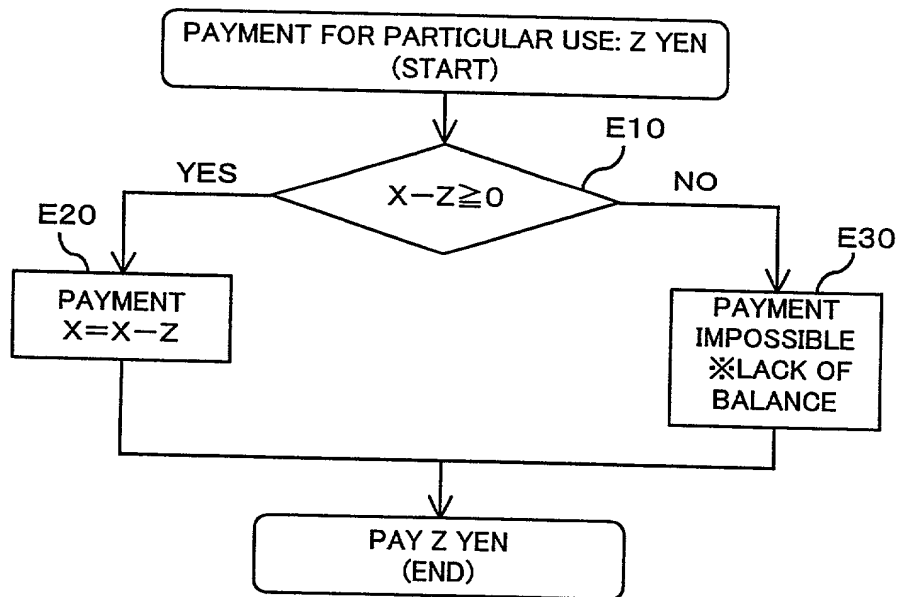 PAYMENT FOR PARTICULAR USE: Z YEN
(START)
E10
YES
X－Z≧0
NO
E20
E30
PAYMENT
X＝X－Z
PAYMENT
IMPOSSIBLE
※LACK OF
BALANCE
PAY Z YEN
(END)